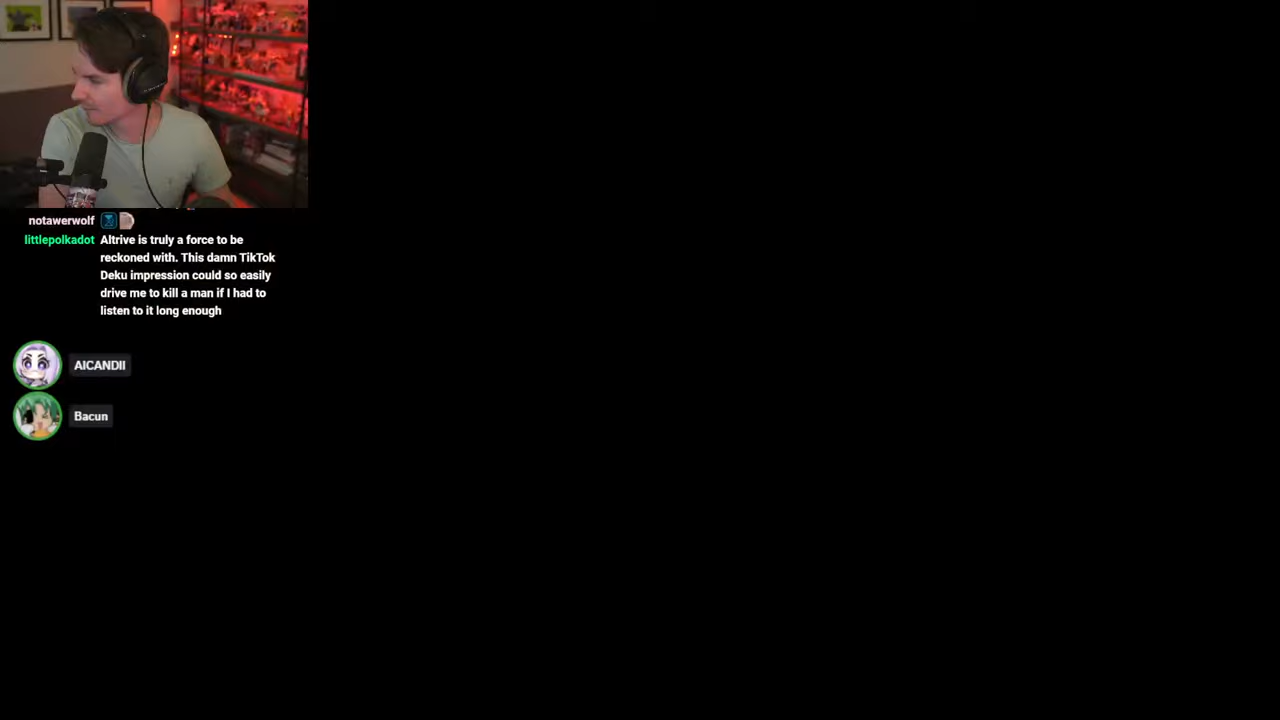 notawerwolf
littlepolkadot Altrive is truly a force to be
reckoned with. This damn TikTok
Deku impression could so easily
drive me to kill a man if I had to
listen to it long enough
AICANDII
Bacun